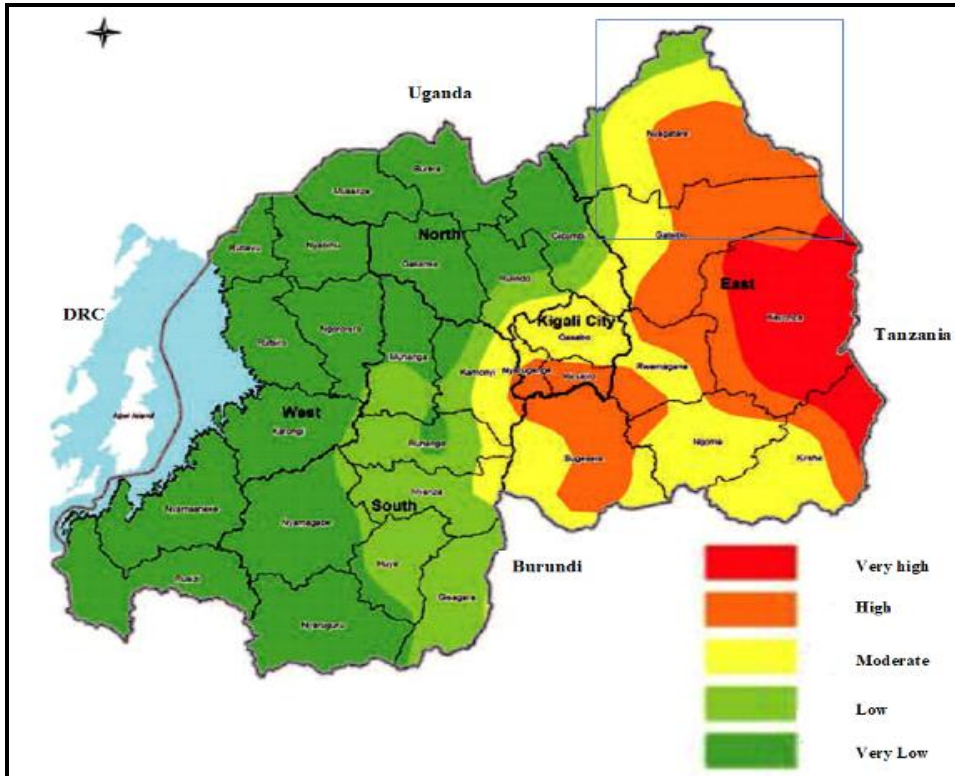 Uganda
Nyagatare
Burera
Musanze
North
Gicumbi
Gatsibo
Rubavu
Nyabihu
Gakenke
Rulindo
East
DRC
Kigali City
Gasabo
Kayonza
Tanzania
Ngororero
Rutsiro
Muhanga
Kamonyi
Nyarugenge
Kicukiro
Rwamagana
West
Karongi
Ruhango
Ngoma
Bugesera
Kirehe
Nyanza
South
Nyamasheke
Nyamagabe
Huye
Burundi
Rusizi
Gisagara
Nyaruguru
Very high
High
Moderate
Low
Very Low